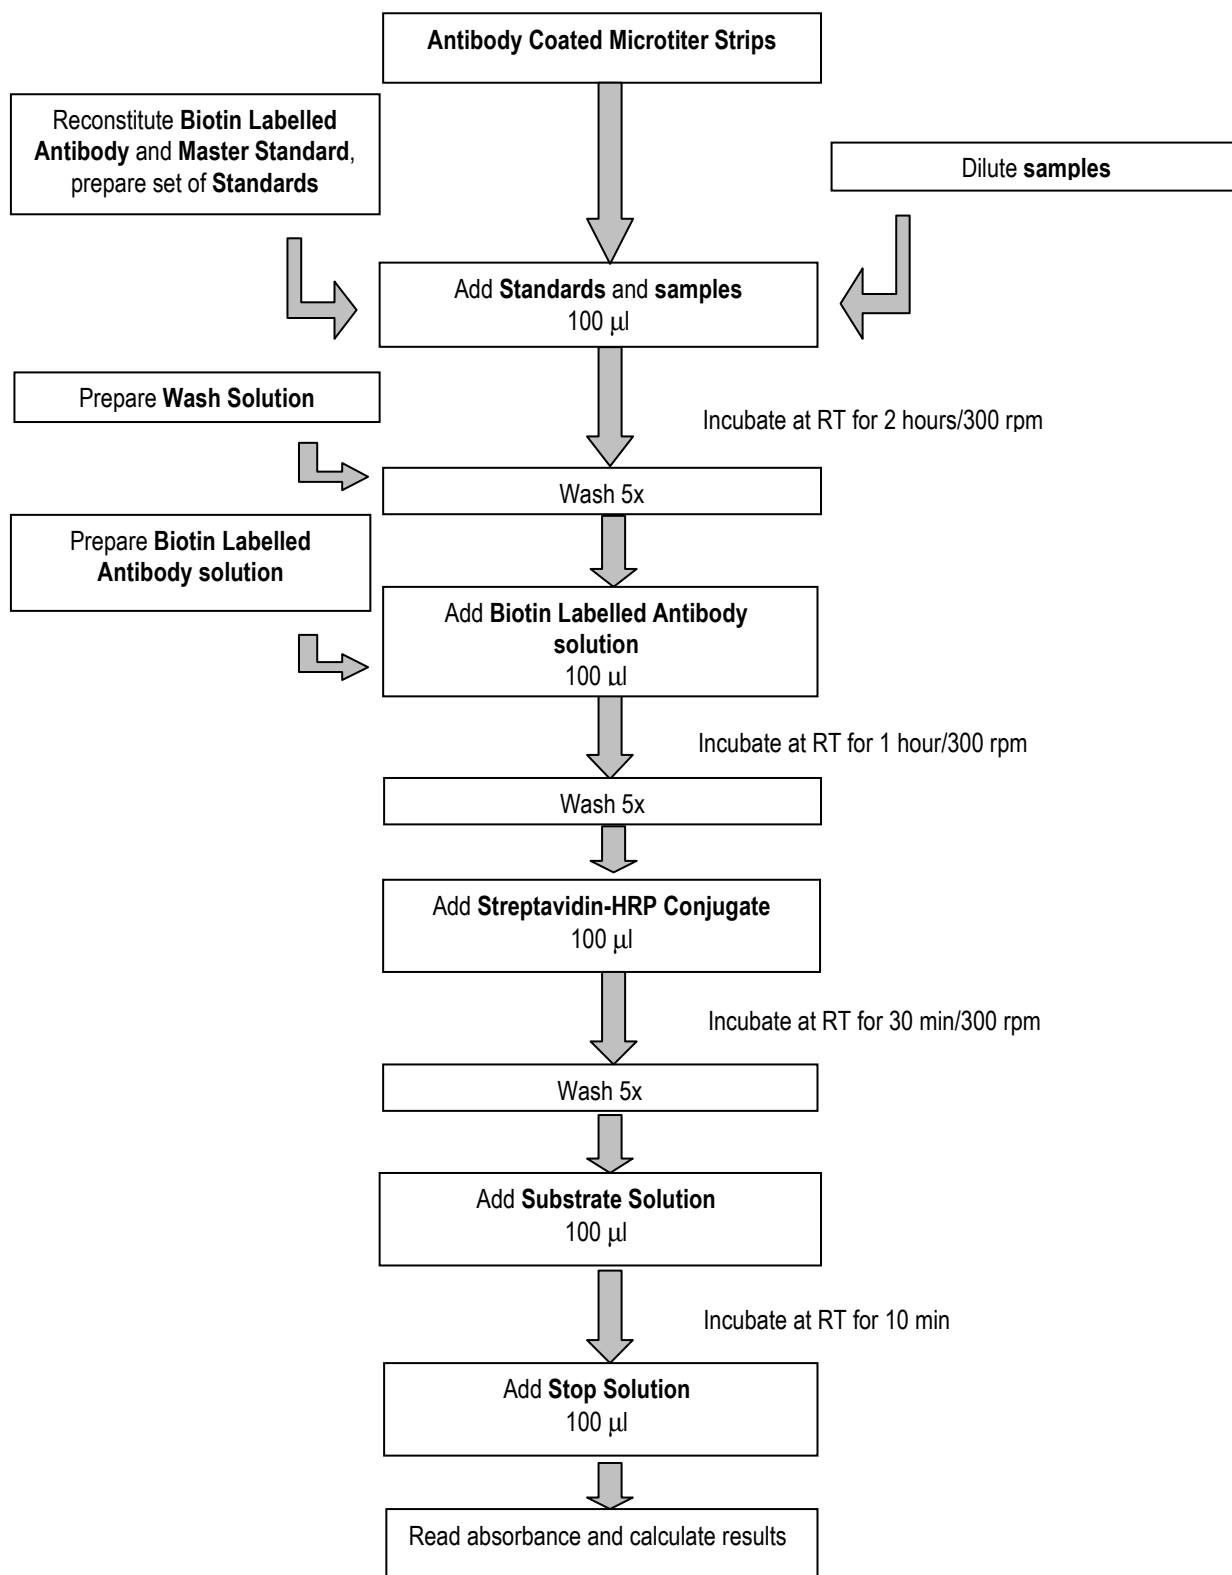 Antibody Coated Microtiter Strips
Reconstitute Biotin Labelled
Antibody and Master Standard,
prepare set of Standards
Dilute samples
Add Standards and samples
100 μl
Prepare Wash Solution
Incubate at RT for 2 hours/300 rpm
Wash 5x
Prepare Biotin Labelled
Antibody solution
Add Biotin Labelled Antibody
solution
100 μl
Incubate at RT for 1 hour/300 rpm
Wash 5x
Add Streptavidin-HRP Conjugate
100 μl
Incubate at RT for 30 min/300 rpm
Wash 5x
Add Substrate Solution
100 μl
Incubate at RT for 10 min
Add Stop Solution
100 μl
Read absorbance and calculate results